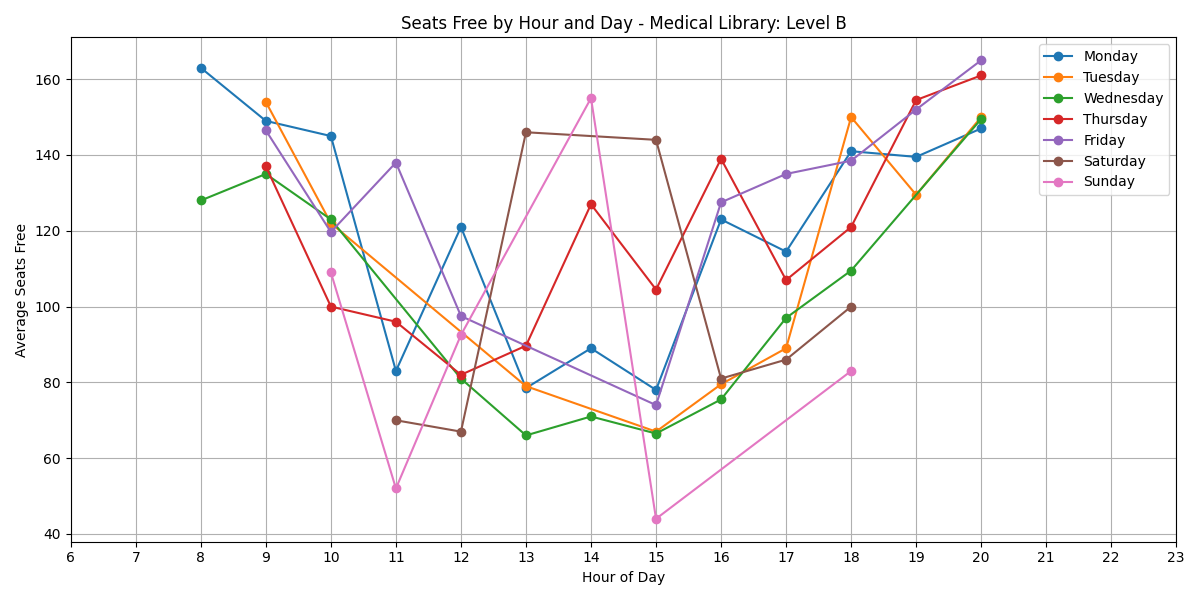 Seats Free by Hour and Day - Medical Library: Level B
Monday
Tuesday
Wednesday
Thursday
Friday
Saturday
Sunday
Average Seats Free
160
140
120
100
80
60
40
6 7 8 9 10 11 12 13 14 15 16 17 18 19 20 21 22 23
Hour of Day